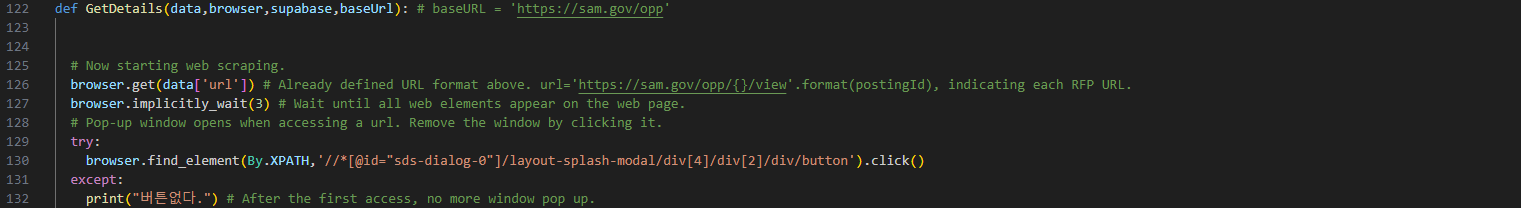 122 def GetDetails(data,browser,supabase,baseUrl): # baseURL = 'https://sam.gov/opp'
123
124
125 # Now starting web scraping.
126 browser.get(data['url']) # Already defined URL format above. url='https://sam.gov/opp/{}/view'.format(postingId), indicating each RFP URL.
127 browser.implicitly_wait(3) # Wait until all web elements appear on the web page.
128 # Pop-up window opens when accessing a url. Remove the window by clicking it.
129 try:
130 browser.find_element(By.XPATH,'//*[@id="sds-dialog-0"]/layout-splash-modal/div[4]/div[2]/div/button').click()
131 except:
132 print("버튼없다.") # After the first access, no more window pop up.